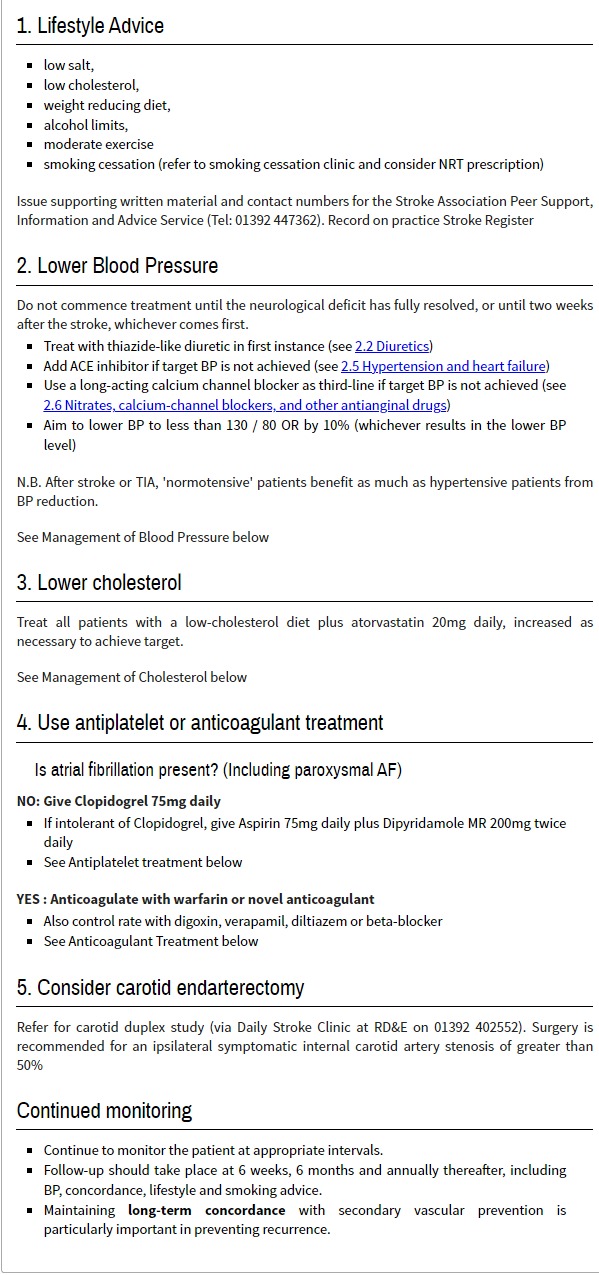 1. Lifestyle Advice
low salt,
low cholesterol,
weight reducing diet,
alcohol limits,
moderate exercise
smoking cessation (refer to smoking cessation clinic and consider NRT prescription)
Issue supporting written material and contact numbers for the Stroke Association Peer Support,
Information and Advice Service (Tel: 01392 447362). Record on practice Stroke Register
2. Lower Blood Pressure
Do not commence treatment until the neurological deficit has fully resolved, or until two weeks
after the stroke, whichever comes first.
Treat with thiazide-like diuretic in first instance (see 2.2 Diuretics)
Add ACE inhibitor if target BP is not achieved (see 2.5 Hypertension and heart failure)
Use a long-acting calcium channel blocker as third-line if target BP is not achieved (see
2.6 Nitrates, calcium-channel blockers, and other antianginal drugs)
Aim to lower BP to less than 130 / 80 OR by 10% (whichever results in the lower BP
level)
N.B. After stroke or TIA, 'normotensive' patients benefit as much as hypertensive patients from
BP reduction.
See Management of Blood Pressure below
3. Lower cholesterol
Treat all patients with a low-cholesterol diet plus atorvastatin 20mg daily, increased as
necessary to achieve target.
See Management of Cholesterol below
4. Use antiplatelet or anticoagulant treatment
Is atrial fibrillation present? (Including paroxysmal AF)
NO: Give Clopidogrel 75mg daily
If intolerant of Clopidogrel, give Aspirin 75mg daily plus Dipyridamole MR 200mg twice
daily
See Antiplatelet treatment below
YES : Anticoagulate with warfarin or novel anticoagulant
Also control rate with digoxin, verapamil, diltiazem or beta-blocker
See Anticoagulant Treatment below
5. Consider carotid endarterectomy
Refer for carotid duplex study (via Daily Stroke Clinic at RD&E on 01392 402552). Surgery is
recommended for an ipsilateral symptomatic internal carotid artery stenosis of greater than
50%
Continued monitoring
Continue to monitor the patient at appropriate intervals.
Follow-up should take place at 6 weeks, 6 months and annually thereafter, including
BP, concordance, lifestyle and smoking advice.
Maintaining long-term concordance with secondary vascular prevention is
particularly important in preventing recurrence.